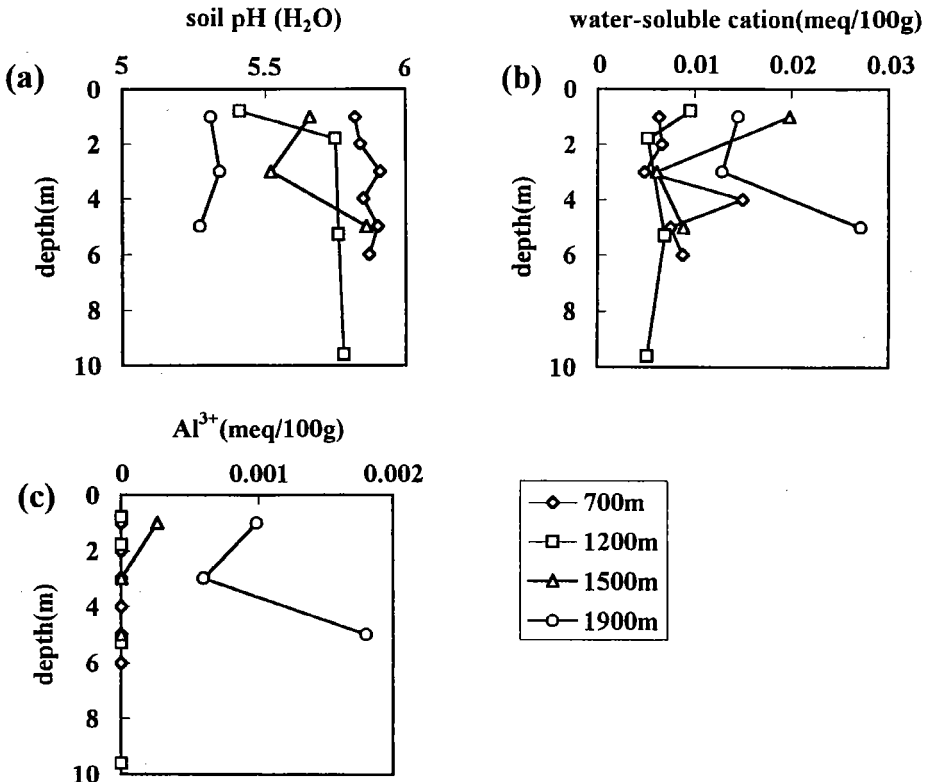 soil pH (H₂O)
(a)
5 5.5 6
0
2
4
6
8
10
depth(m)
water-soluble cation(meq/100g)
(b)
0 0.01 0.02 0.03
0
2
4
6
8
10
depth(m)
Al³⁺(meq/100g)
(c)
0 0.001 0.002
0
2
4
6
8
10
depth(m)
700m
1200m
1500m
1900m